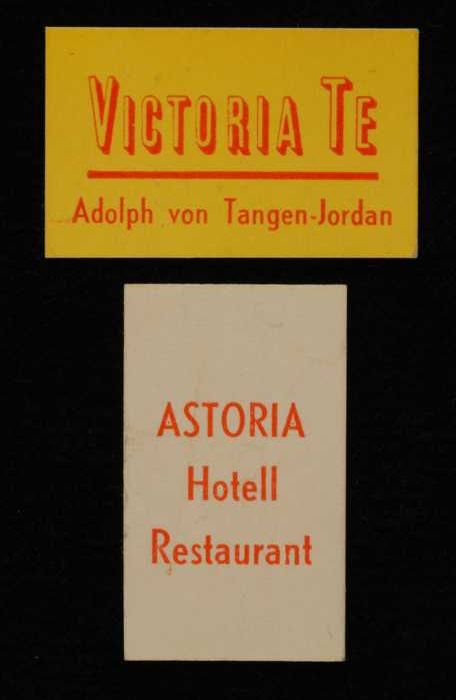 VICTORIA TE
Adolph von Tangen-Jordan
ASTORIA
Hotell
Restaurant